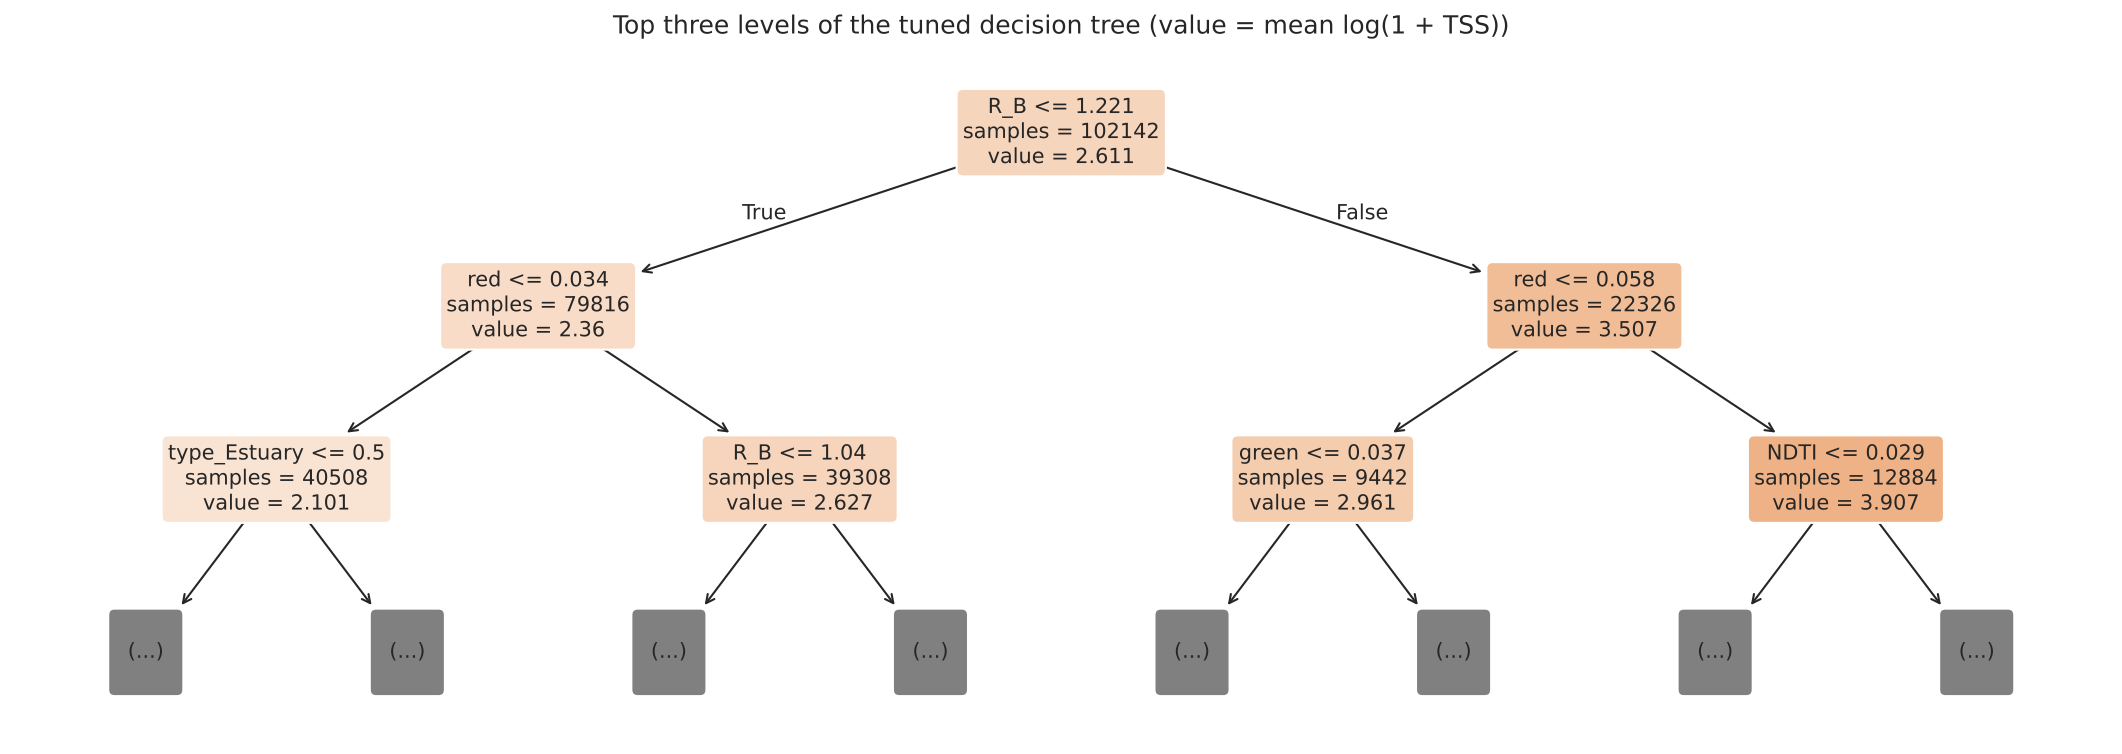 Top three levels of the tuned decision tree (value = mean log(1 + TSS))
R_B <= 1.221
samples = 102142
value = 2.611
True
False
red <= 0.034
samples = 79816
value = 2.36
red <= 0.058
samples = 22326
value = 3.507
type_Estuary <= 0.5
samples = 40508
value = 2.101
R_B <= 1.04
samples = 39308
value = 2.627
green <= 0.037
samples = 9442
value = 2.961
NDTI <= 0.029
samples = 12884
value = 3.907
(...)
(...)
(...)
(...)
(...)
(...)
(...)
(...)